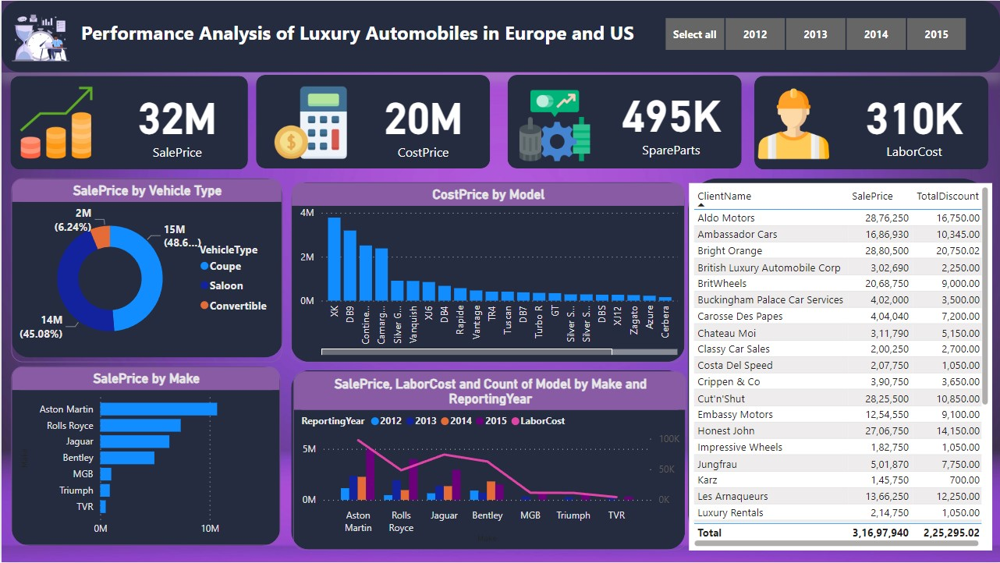 Performance Analysis of Luxury Automobiles in Europe and US
Select all
2012
2013
2014
2015
32M
SalePrice
20M
CostPrice
495K
SpareParts
310K
LaborCost
SalePrice by Vehicle Type
2M
(6.24%)
15M
(48.6...)
14M
(45.08%)
VehicleType
Coupe
Saloon
Convertible
CostPrice by Model
4M
2M
0M
XK
DB9
Contine...
Camarg...
Silver G...
Vanquish
XJ6
DB4
Rapide
Vantage
TR4
Tuscan
DB7
Turbo R
GT
Silver S...
Silver S...
DBS
XJ12
Zagato
Azure
Cerbera
SalePrice by Make
Aston Martin
Rolls Royce
Jaguar
Bentley
MGB
Triumph
TVR
0M
10M
SalePrice, LaborCost and Count of Model by Make and
ReportingYear
ReportingYear 2012 2013 2014 2015 LaborCost
5M
0M
100K
50K
0K
Aston
Martin
Rolls
Royce
Jaguar
Bentley
MGB
Triumph
TVR
ClientName SalePrice TotalDiscount
Aldo Motors 28,76,250 16,750.00
Ambassador Cars 16,86,930 10,345.00
Bright Orange 28,80,500 20,750.02
British Luxury Automobile Corp 3,02,690 2,250.00
BritWheels 20,68,750 9,000.00
Buckingham Palace Car Services 4,02,000 3,500.00
Carosse Des Papes 4,04,040 7,200.00
Chateau Moi 3,11,790 5,150.00
Classy Car Sales 2,00,250 2,700.00
Costa Del Speed 2,07,750 1,050.00
Crippen & Co 3,90,750 3,650.00
Cut'n'Shut 28,25,500 10,850.00
Embassy Motors 12,54,550 9,100.00
Honest John 27,06,750 14,150.00
Impressive Wheels 1,82,750 1,050.00
Jungfrau 5,01,870 7,750.00
Karz 1,45,750 700.00
Les Arnaqueurs 13,66,250 12,250.00
Luxury Rentals 2,14,750 1,050.00
Total 3,16,97,940 2,25,295.02